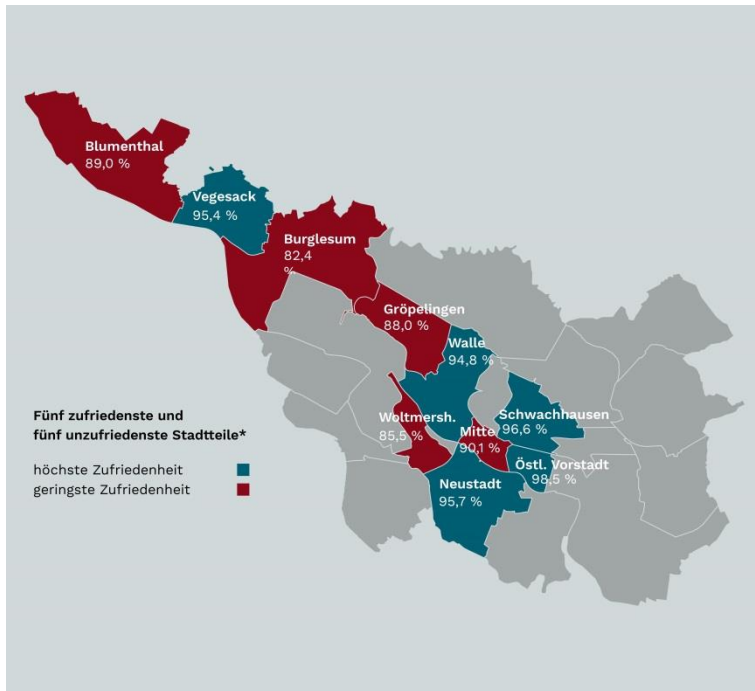 Blumenthal
89,0 %
Vegesack
95,4 %
Burglesum
82,4
%
Gröpelingen
88,0 %
Walle
94,8 %
Woltmersh.
85,5 %
Mitte
90,1 %
Schwachhausen
96,6 %
Östl. Vorstadt
98,5 %
Neustadt
95,7 %
Fünf zufriedenste und
fünf unzufriedenste Stadtteile*
höchste Zufriedenheit
geringste Zufriedenheit